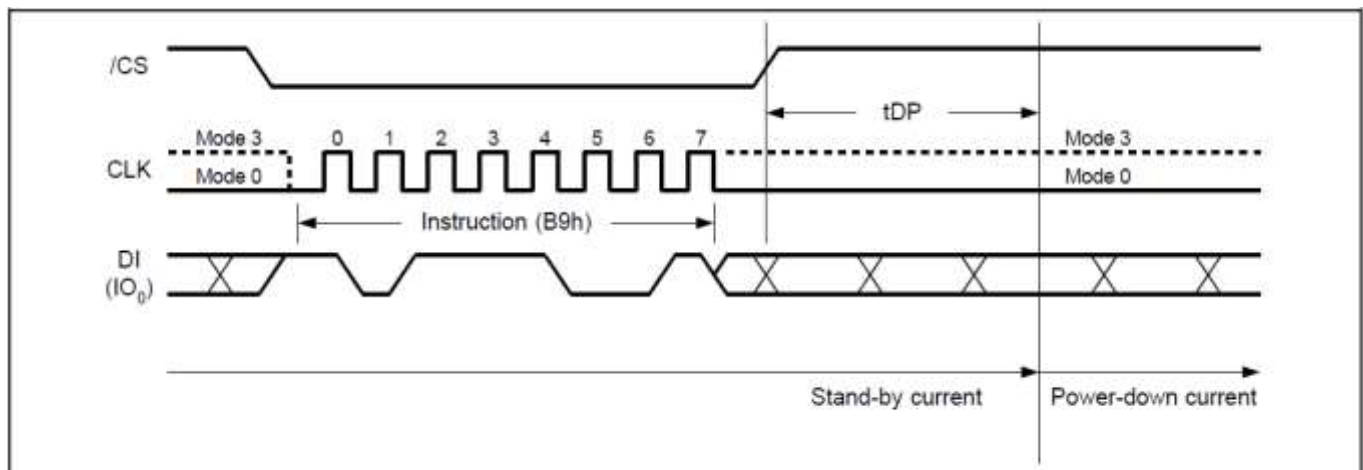 /CS
tDP
Mode 3 0 1 2 3 4 5 6 7 Mode 3
CLK
Mode 0 Mode 0
Instruction (B9h)
DI
(IO₀)
Stand-by current Power-down current